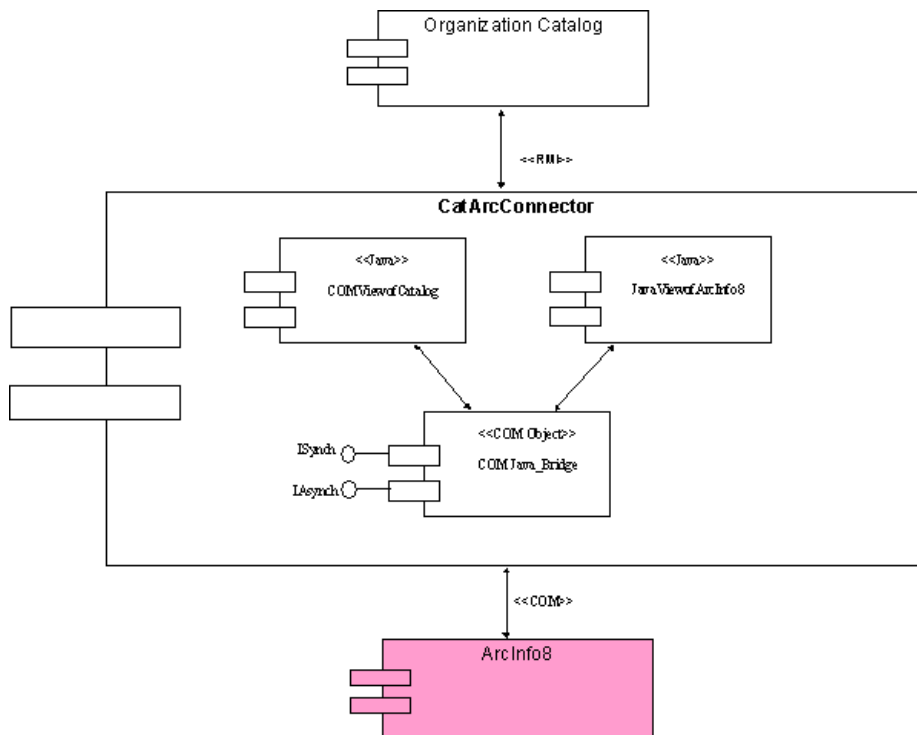 Organization Catalog
<<RMI>>
CatArcConnector
<<Java>>
COMViewofCatalog
<<Java>>
JavaViewofArcInfo8
<<COM Object>>
COMJava_Bridge
ISynch
IAsynch
<<COM>>
ArcInfo8